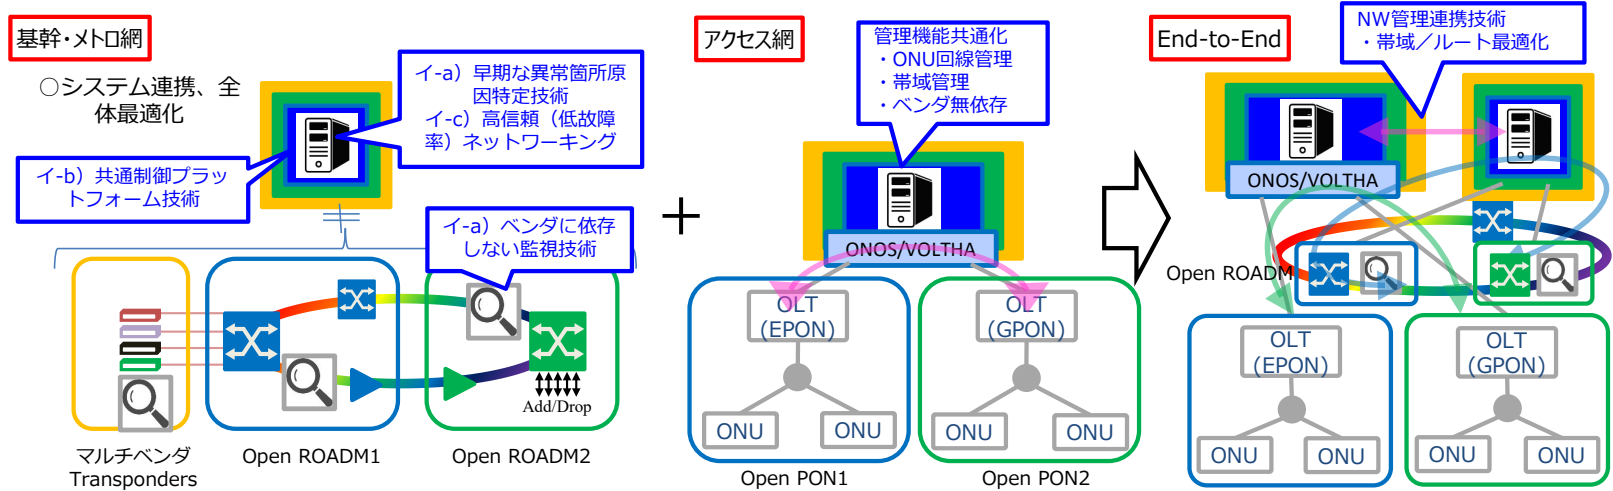 基幹・メトロ網
○システム連携、全
体最適化
イ-a）早期な異常箇所原
因特定技術
イ-c）高信頼（低故障
率）ネットワーキング
イ-b）共通制御プラッ
トフォーム技術
イ-a）ベンダに依存
しない監視技術
Add/Drop
マルチベンダ
Transponders
Open ROADM1
Open ROADM2
＋
アクセス網
管理機能共通化
・ONU回線管理
・帯域管理
・ベンダ無依存
ONOS/VOLTHA
OLT
(EPON)
ONU
ONU
Open PON1
OLT
(GPON)
ONU
ONU
Open PON2
End-to-End
NW管理連携技術
・帯域／ルート最適化
ONOS/VOLTHA
Open ROADM
OLT
(EPON)
ONU
ONU
OLT
(GPON)
ONU
ONU